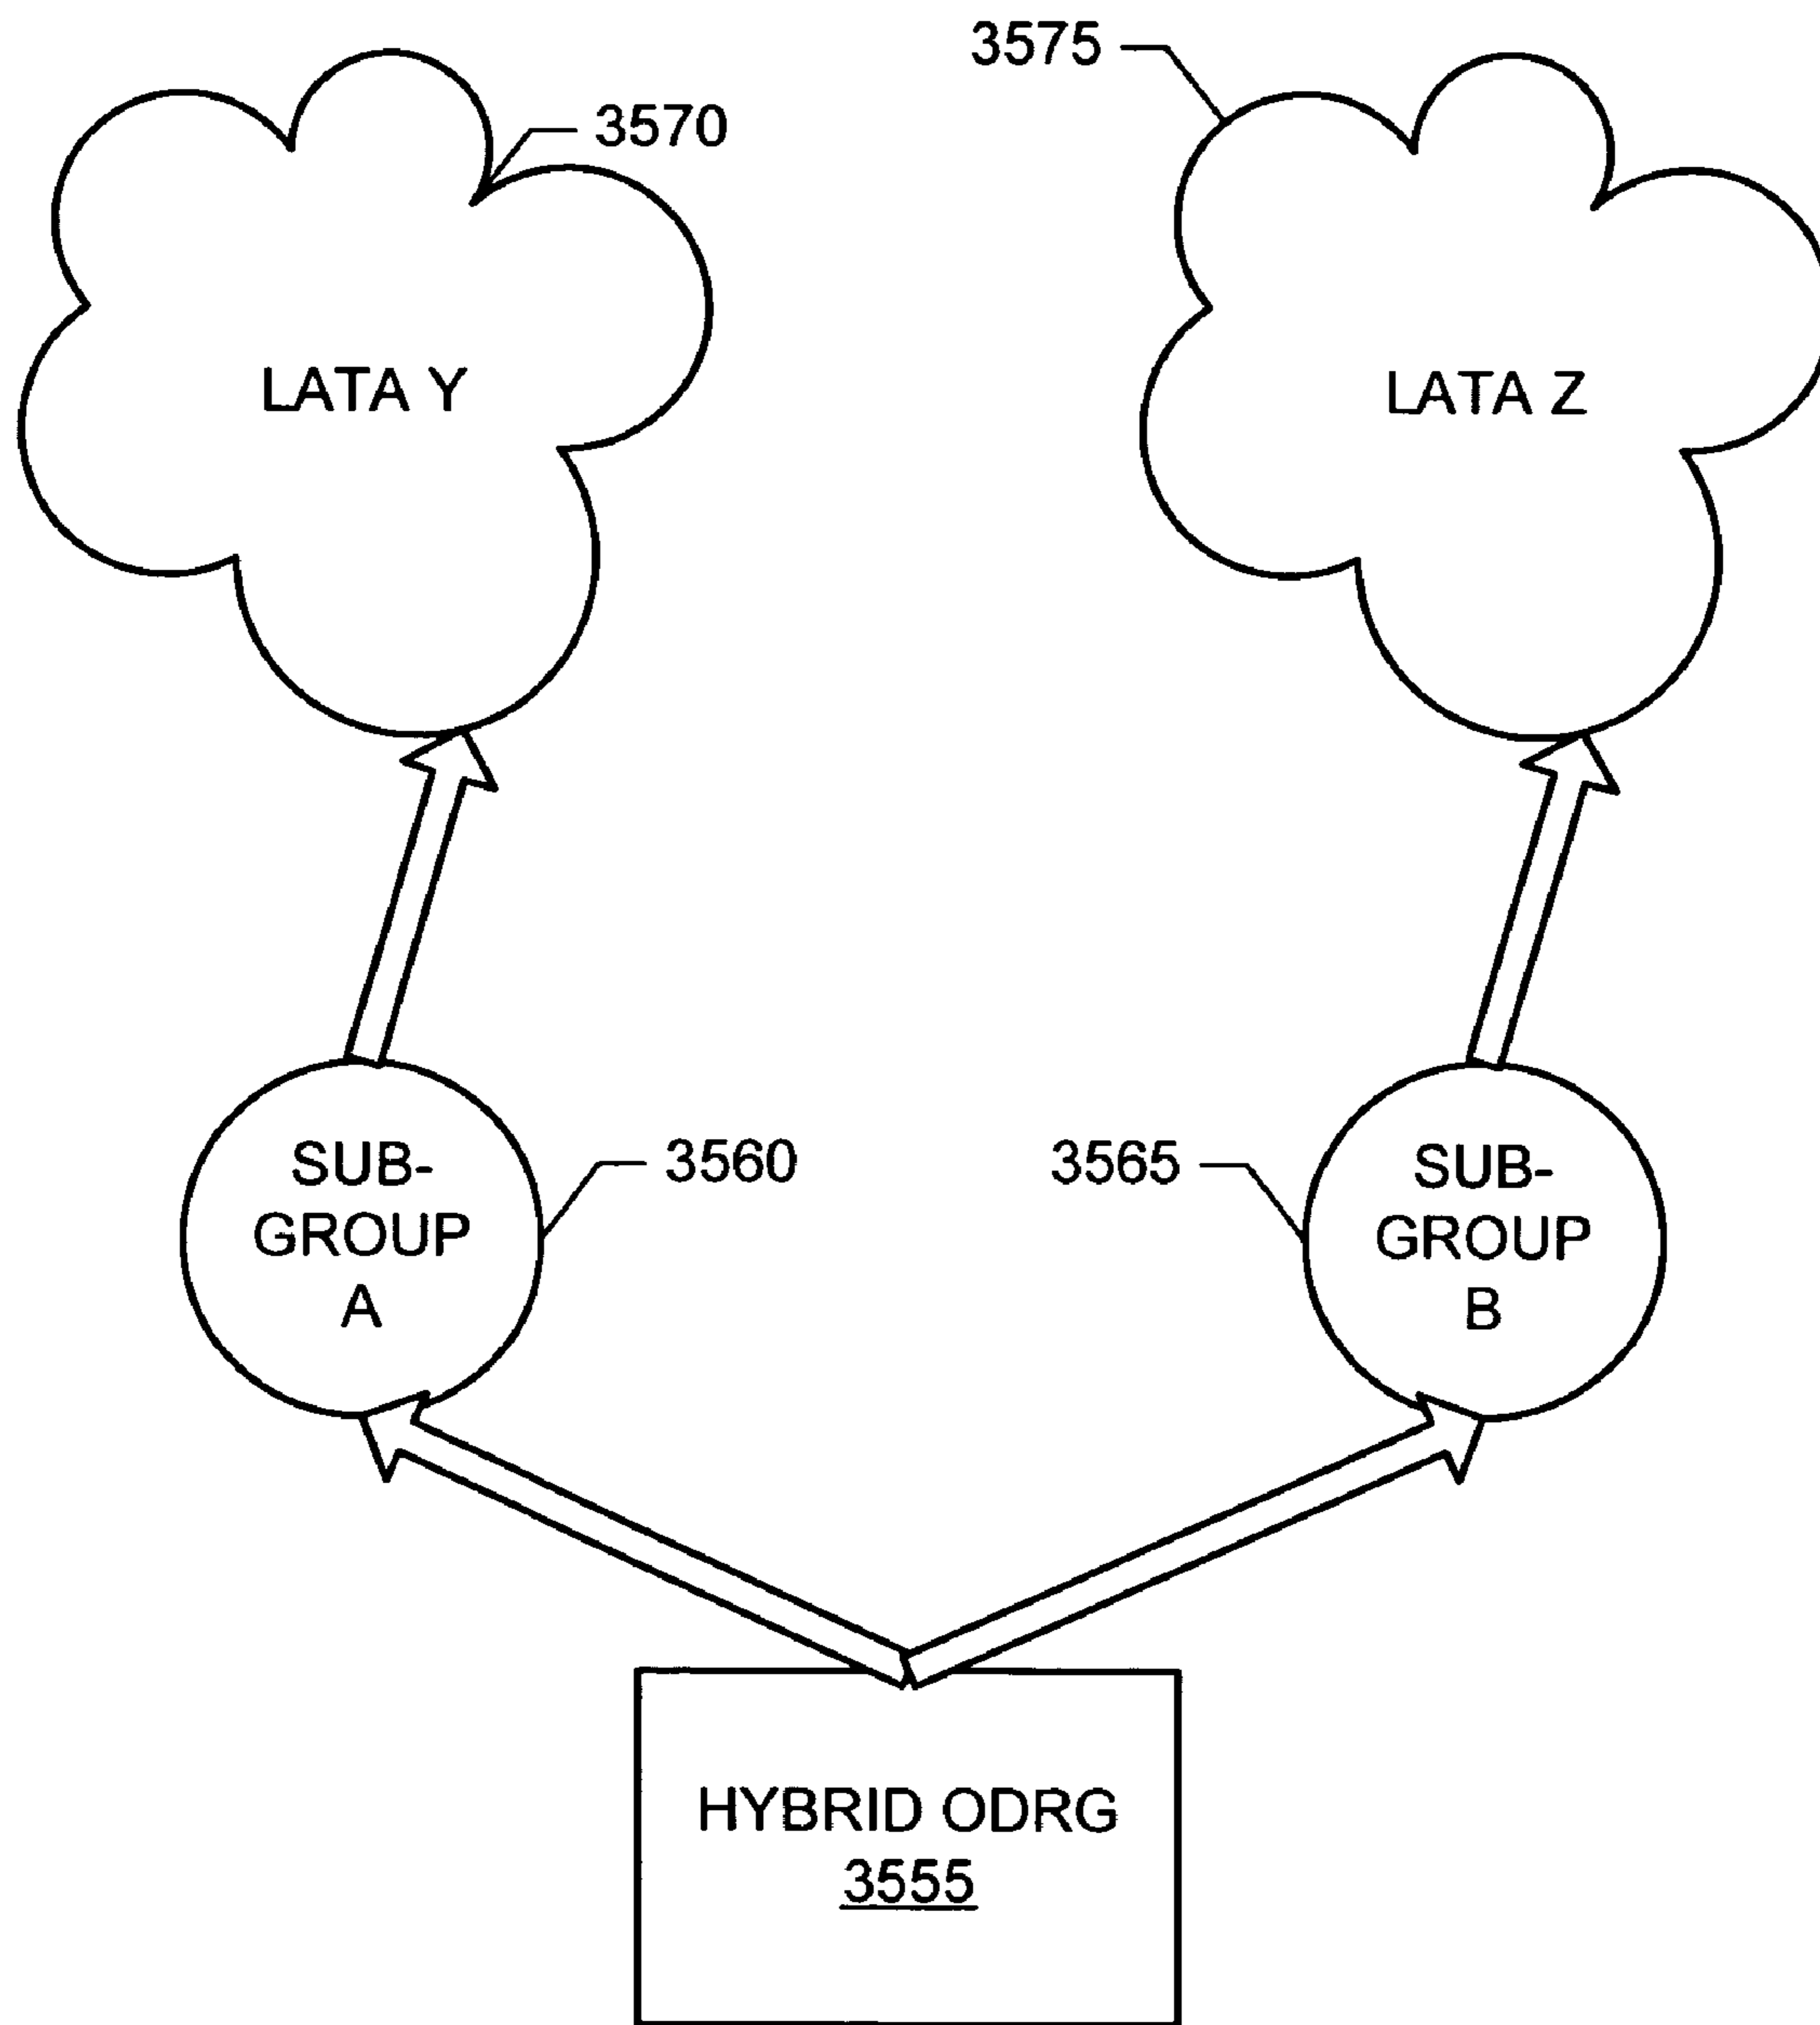 3575
3570
LATA Y
LATA Z
SUB-
GROUP
A
3560
3565
SUB-
GROUP
B
HYBRID ODRG
3555